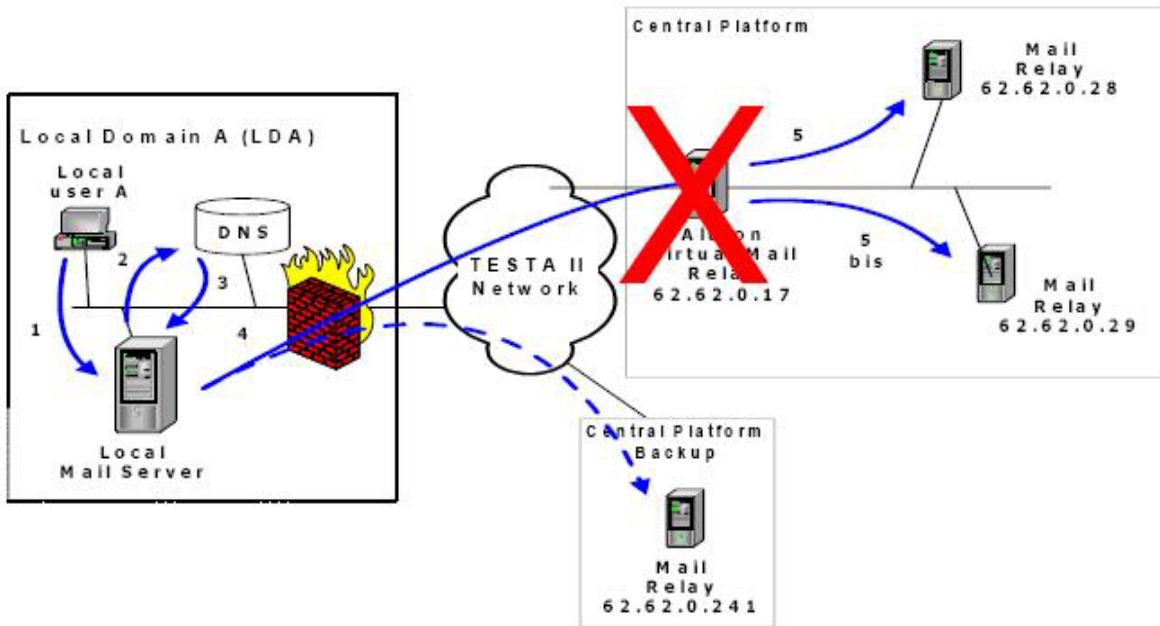 Central Platform
Mail
Relay
62.62.0.28
Local Domain A (LDA)
Local
user A
DNS
1
2
3
4
5
5
bis
TESTA II
Network
Virtual Mail
62.62.0.17
Mail
Relay
62.62.0.29
Local
Mail Server
Central Platform
Backup
Mail
Relay
62.62.0.241